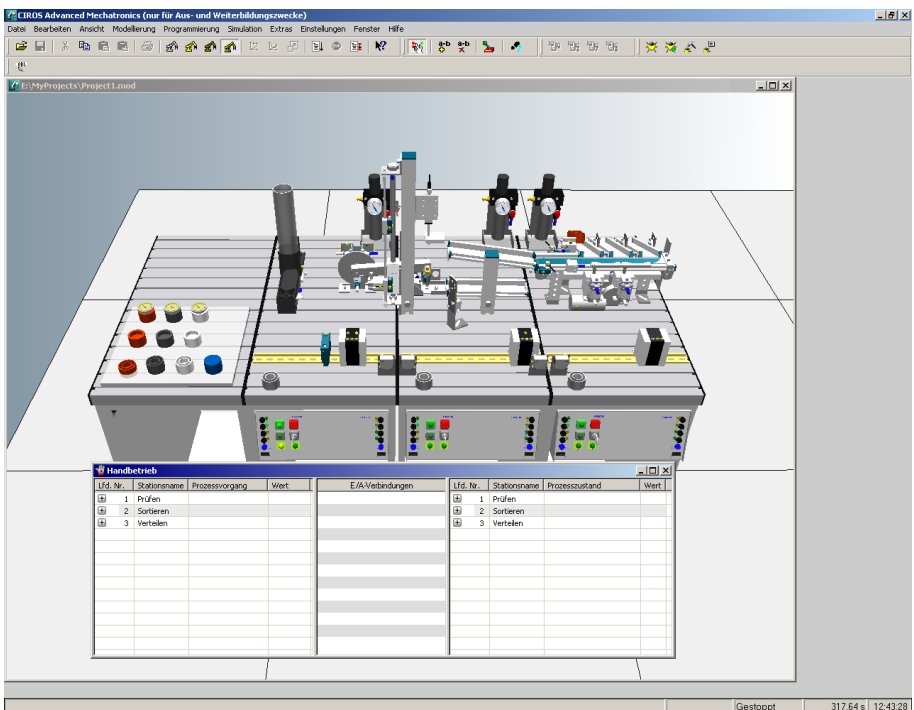 CIROS Advanced Mechatronics (nur für Aus- und Weiterbildungszwecke)
Datei Bearbeiten Ansicht Modellierung Programmierung Simulation Extras Einstellungen Fenster Hilfe
E:\MyProjects\Project1.mod
Handbetrieb
Lfd. Nr. Stationsname Prozessvorgang Wert E/A-Verbindungen Lfd. Nr. Stationsname Prozesszustand Wert
1 Prüfen 1 Prüfen
2 Sortieren 2 Sortieren
3 Verteilen 3 Verteilen
Gestoppt 317.64 s 12:43:28